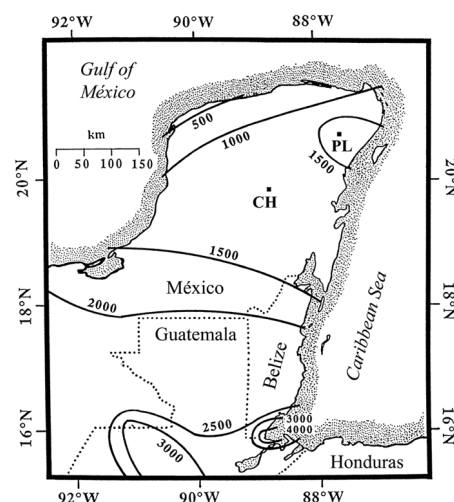 92°W 90°W 88°W
Gulf of
México
km
0 50 100 150
500
1000
PL
1500
20°N 20°N
CH
1500
México
2000
18°N 18°N
Guatemala
Belize
Caribbean Sea
2500
3000
4000
16°N 16°N
3000
Honduras
92°W 90°W 88°W